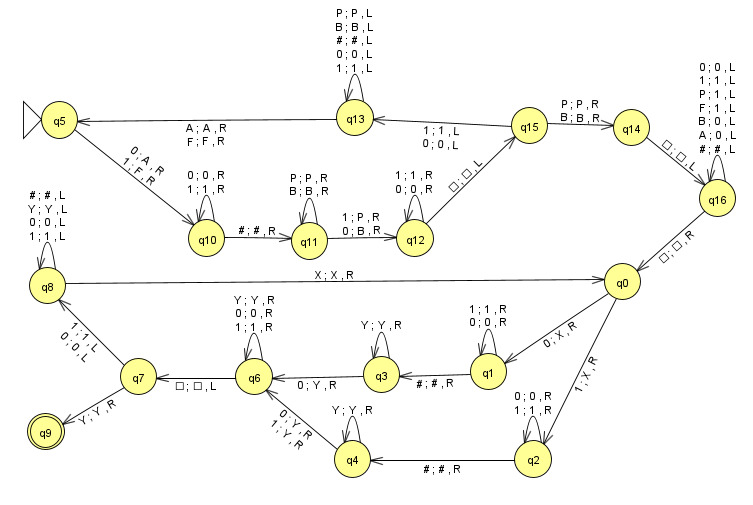 P ; P , L
B ; B , L
# ; # , L
0 ; 0 , L
1 ; 1 , L
q13
q5
A ; A , R
F ; F , R
1 ; 1 , L
0 ; 0 , L
q15
P ; P , R
B ; B , R
q14
□ ; □ , L
0 ; 0 , L
1 ; 1 , L
P ; 1 , L
F ; 1 , L
B ; 0 , L
A ; 0 , L
# ; # , L
q16
0 ; A , R
1 ; F , R
0 ; 0 , R
1 ; 1 , R
q10
# ; # , R
P ; P , R
B ; B , R
q11
1 ; P , R
0 ; B , R
1 ; 1 , R
0 ; 0 , R
q12
□ ; □ , L
□ ; □ , R
# ; # , L
Y ; Y , L
0 ; 0 , L
1 ; 1 , L
q8
X ; X , R
q0
1 ; 1 , L
0 ; 0 , L
Y ; Y , R
0 ; 0 , R
1 ; 1 , R
q6
□ ; □ , L
q7
0 ; Y , R
Y ; Y , R
q3
# ; # , R
1 ; 1 , R
0 ; 0 , R
q1
0 ; X , R
1 ; X , R
Y ; Y , R
q9
0 ; Y , R
1 ; Y , R
Y ; Y , R
q4
# ; # , R
0 ; 0 , R
1 ; 1 , R
q2